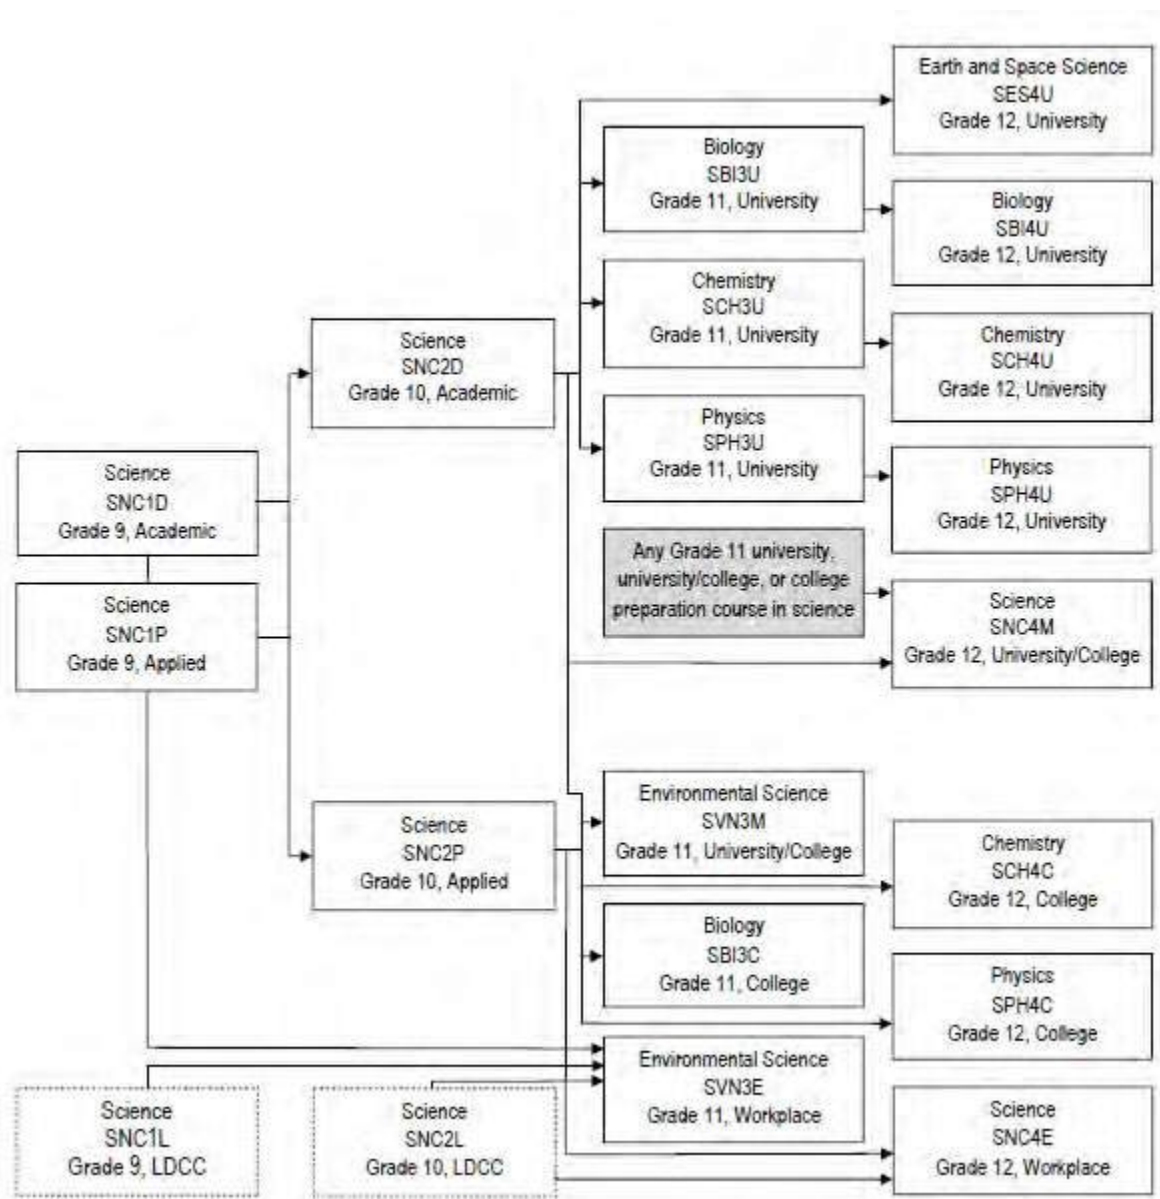 Earth and Space Science
SES4U
Grade 12, University
Biology
SBI3U
Grade 11, University
Biology
SBI4U
Grade 12, University
Chemistry
SCH3U
Grade 11, University
Chemistry
SCH4U
Grade 12, University
Science
SNC2D
Grade 10, Academic
Physics
SPH3U
Grade 11, University
Physics
SPH4U
Grade 12, University
Science
SNC1D
Grade 9, Academic
Any Grade 11 university,
university/college, or college
preparation course in science
Science
SNC1P
Grade 9, Applied
Science
SNC4M
Grade 12, University/College
Environmental Science
SVN3M
Grade 11, University/College
Science
SNC2P
Grade 10, Applied
Chemistry
SCH4C
Grade 12, College
Biology
SBI3C
Grade 11, College
Physics
SPH4C
Grade 12, College
Environmental Science
SVN3E
Grade 11, Workplace
Science
SNC1L
Grade 9, LDCC
Science
SNC2L
Grade 10, LDCC
Science
SNC4E
Grade 12, Workplace